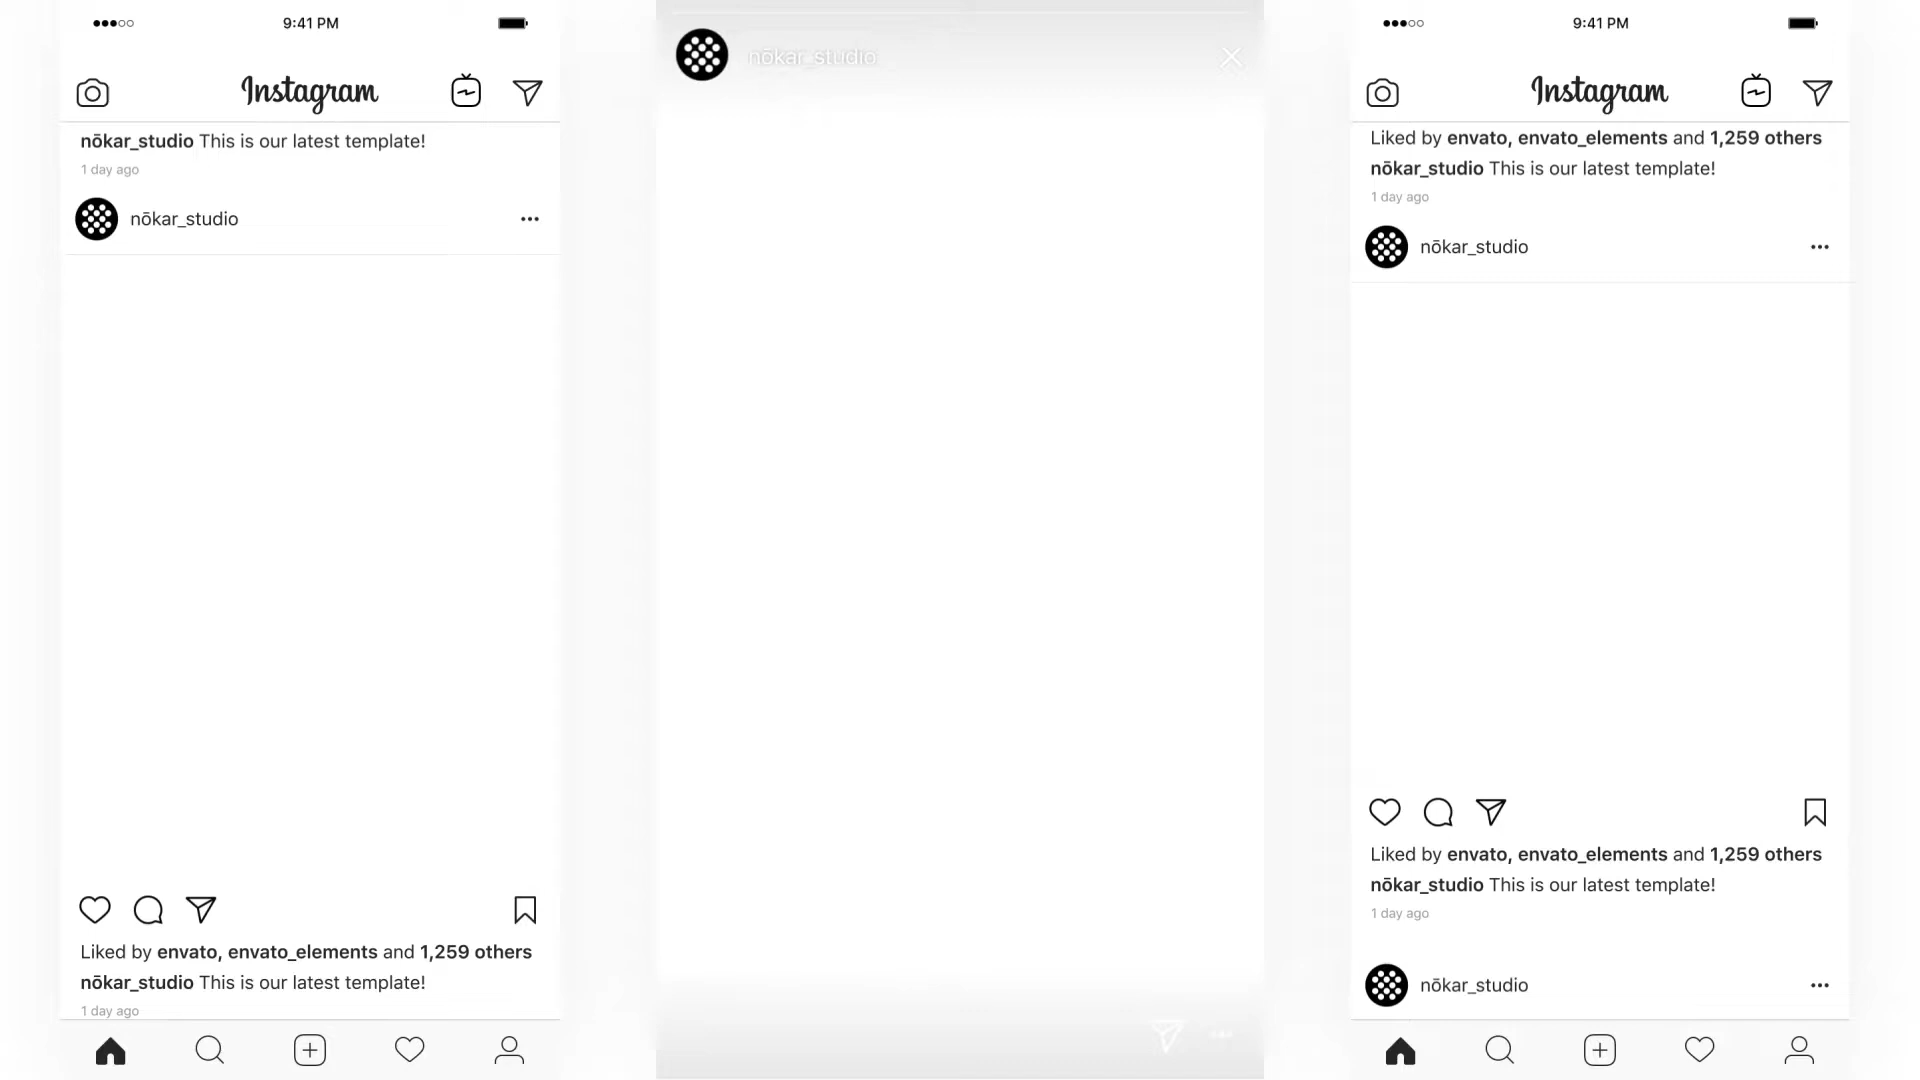 9:41 PM
Instagram
nōkar_studio This is our latest template!
1 day ago
nōkar_studio
Liked by envato, envato_elements and 1,259 others
nōkar_studio This is our latest template!
1 day ago
nōkar_studio
9:41 PM
Instagram
Liked by envato, envato_elements and 1,259 others
nōkar_studio This is our latest template!
1 day ago
nōkar_studio
Liked by envato, envato_elements and 1,259 others
nōkar_studio This is our latest template!
1 day ago
nōkar_studio